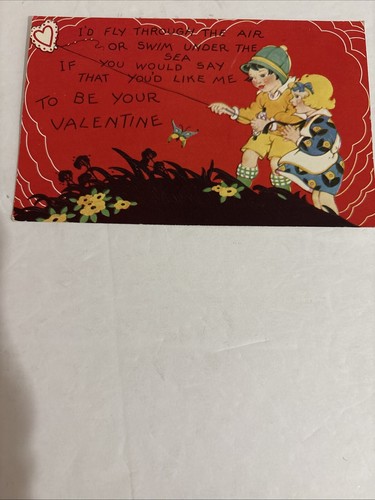 I'D FLY THROUGH THE AIR
OR SWIM UNDER THE
SEA
IF YOU WOULD SAY
THAT YOU'D LIKE ME
TO BE YOUR
VALENTINE